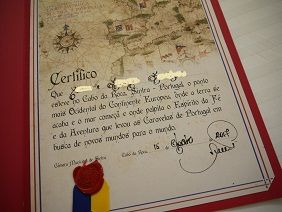 Certifico
Que
esteve no Cabo da Roca, Sintra - Portugal, o ponto
mais Ocidental do Continente Europeu, "onde a terra se
acaba e o mar começa" e onde palpita o Espírito da Fé
e da Aventura que levou as Caravelas de Portugal em
busca de novos mundos para o mundo.
Câmara Municipal de Sintra
Cabo da Roca, 15 de